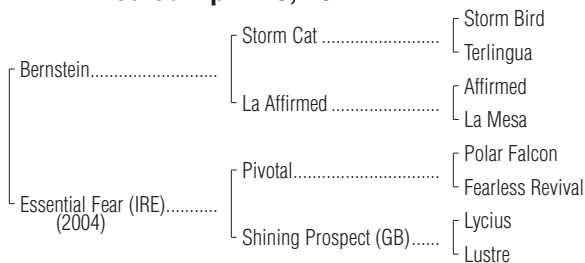 Storm Bird
Storm Cat........................
Terlingua
Bernstein..........................
Affirmed
La Affirmed ......................
La Mesa
Polar Falcon
Pivotal..............................
Fearless Revival
Essential Fear (IRE)..........
(2004)
Lycius
Shining Prospect (GB)......
Lustre